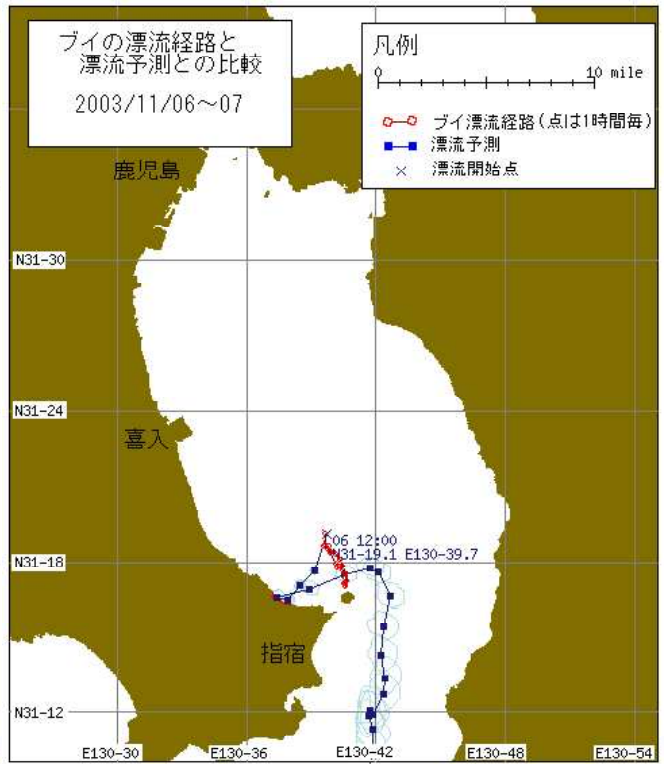 ブイの漂流経路と
漂流予測との比較
2003/11/06～07
凡例
0 10 mile
ブイ漂流経路(点は1時間毎)
漂流予測
漂流開始点
鹿児島
N31-30
N31-24
喜入
06 12:00
N31-19.1 E130-39.7
N31-18
指宿
N31-12
E130-30 E130-36 E130-42 E130-48 E130-54